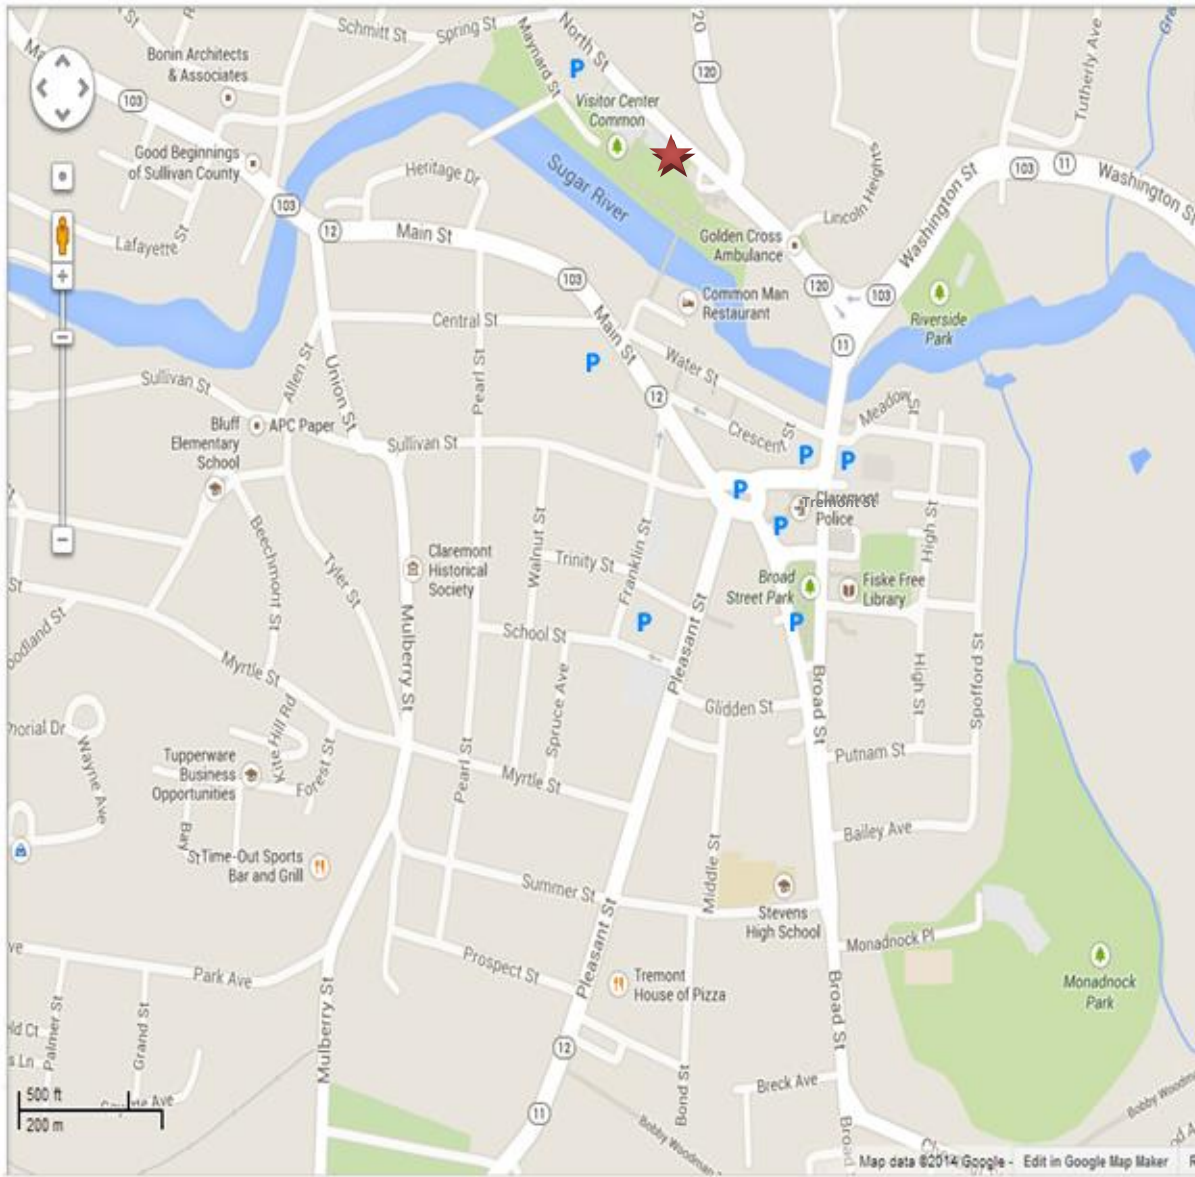 Schmitt St
Spring St
North St
Maynard St
120
120
Tutherly Ave
Bonin Architects
& Associates
103
P
Visitor Center
Common
Good Beginnings
of Sullivan County
Heritage Dr
Sugar River
Lincoln Heights
Washington St
103
11
Washington St
103
12
Main St
Lafayette St
Golden Cross
Ambulance
103
120
103
Common Man
Restaurant
Riverside
Park
Central St
Main St
11
P
Water St
Sullivan St
Allen St
Union St
Pearl St
12
Meadow St
Bluff
Elementary
School
APC Paper
Sullivan St
Crescent St
P
P
P
Tremont St
Claremont
Police
P
High St
Beechmont St
Tyler St
Walnut St
Trinity St
Franklin St
Claremont
Historical
Society
Broad
Street Park
Fiske Free
Library
Mulberry St
School St
P
Pleasant St
P
Myrtle St
Spruce Ave
Glidden St
Broad St
High St
Spofford St
Wayne Ave
Kita Hill Rd
Forest St
Tupperware
Business
Opportunities
Pearl St
Myrtle St
Putnam St
Bay St
Time-Out Sports
Bar and Grill
Middle St
Bailey Ave
Summer St
Stevens
High School
Pleasant St
Monadnock Pl
Park Ave
Prospect St
Tremont
House of Pizza
Monadnock
Park
Palmer St
Grand St
Mulberry St
Broad St
12
Bond St
Breck Ave
500 ft
200 m
11
Bobby Woodman
Bobby Woodm
Broad
Map data ©2014 Google - Edit in Google Map Maker